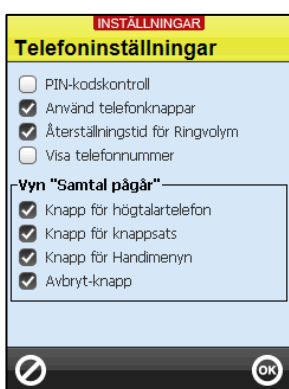 INSTÄLLNINGAR
Telefoninställningar
PIN-kodskontroll
Använd telefonknappar
Återställningstid för Ringvolym
Visa telefonnummer
Vyn "Samtal pågår"
Knapp för högtalartelefon
Knapp för knappsats
Knapp för Handimenyn
Avbryt-knapp
OK